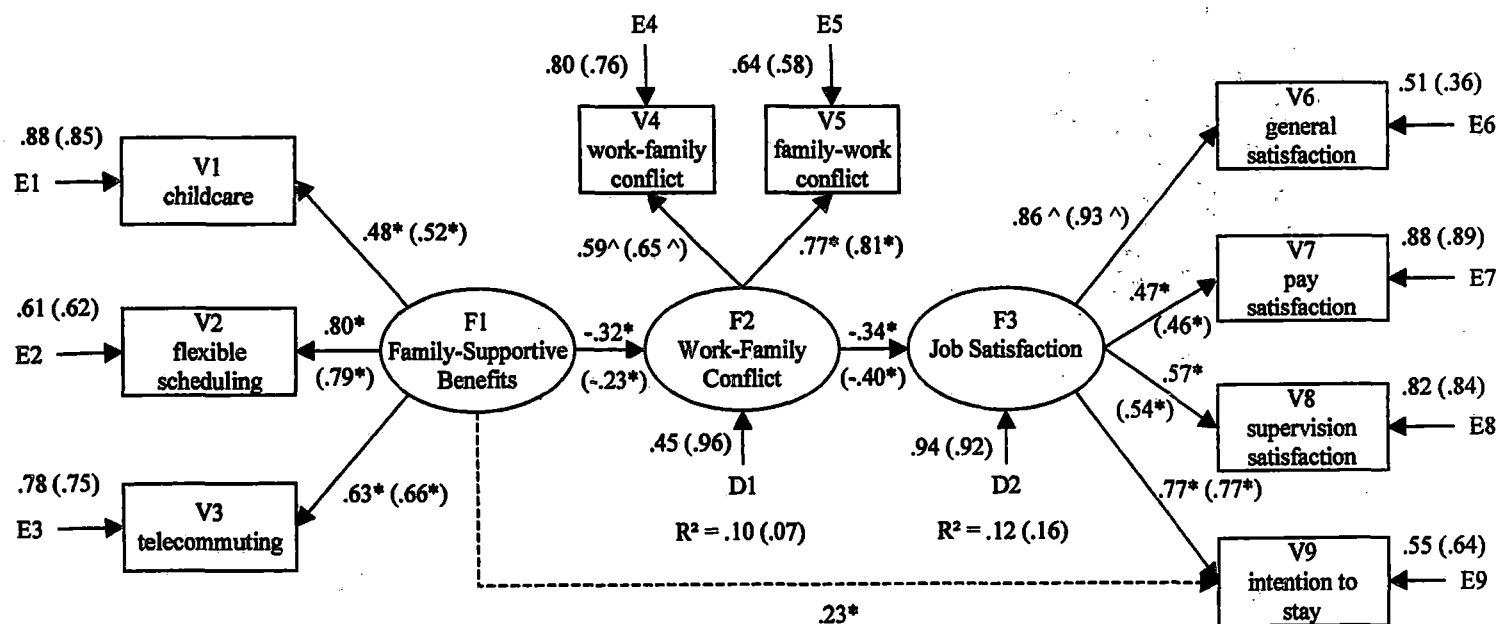 E4
E5
.80 (.76)
.64 (.58)
V4
work-family
conflict
V5
family-work
conflict
.88 (.85)
E1
V1
childcare
.51 (.36)
V6
general
satisfaction
E6
.48* (.52*)
.59^ (.65 ^)
.77* (.81*)
.86 ^ (.93 ^)
.88 (.89)
V7
pay
satisfaction
E7
.47*
(.46*)
.61 (.62)
E2
V2
flexible
scheduling
.80*
(.79*)
F1
Family-Supportive
Benefits
-.32*
(-.23*)
F2
Work-Family
Conflict
-.34*
(-.40*)
F3
Job Satisfaction
.57*
(.54*)
.82 (.84)
V8
supervision
satisfaction
E8
.45 (.96)
D1
R² = .10 (.07)
.94 (.92)
D2
R² = .12 (.16)
.78 (.75)
E3
V3
telecommuting
.63* (.66*)
.77* (.77*)
.55 (.64)
V9
intention to
stay
E9
.23*